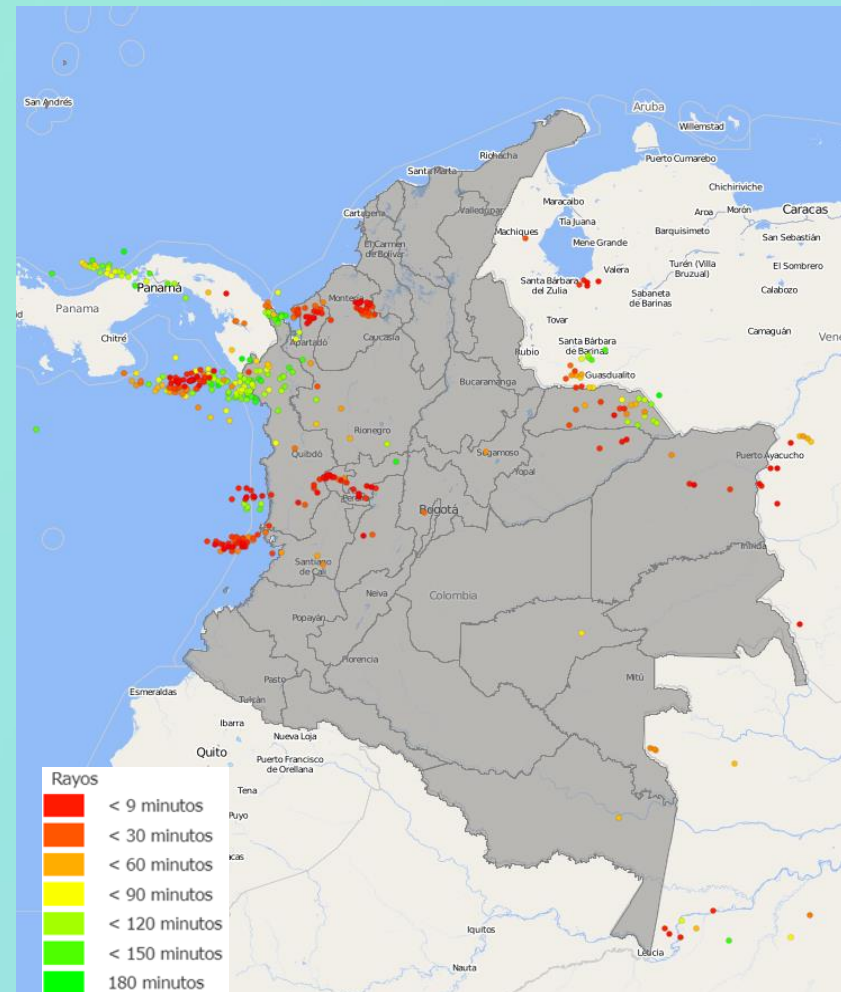 San Andrés
Aruba
Willemstad
Riohacha
Puerto Cumarebo
Santa Marta
Chichiriviche
Maracaibo
Cartagena
Valledupar
Tía Juana
Aroa
Morón
Caracas
Machiques
Barquisimeto
El Carmen
de Bolívar
Mene Grande
San Sebastián
Valera
Turén (Villa
Bruzual)
El Sombrero
Panamá
Santa Bárbara
del Zulia
Panama
Montería
Sabaneta
de Barinas
Calabozo
Tovar
Chitré
Caucasia
Camaguán
Apartadó
Santa Bárbara
de Barinas
Rubio
Guasdualito
Bucaramanga
Rionegro
Quibdó
Sogamoso
Puerto Ayacucho
Yopal
Bogotá
Inírida
Santiago
de Cali
Neiva
Colombia
Popayán
Florencia
Mitú
Pasto
Esmeraldas
Tulcán
Ibarra
Nueva Loja
Quito
Puerto Francisco
de Orellana
Tena
Puyo
Iquitos
Leticia
Nauta
Rayos
< 9 minutos
< 30 minutos
< 60 minutos
< 90 minutos
< 120 minutos
< 150 minutos
180 minutos